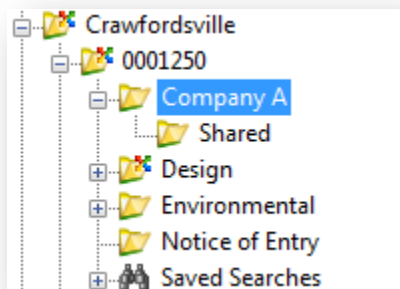 Crawfordsville
0001250
Company A
Shared
Design
Environmental
Notice of Entry
Saved Searches